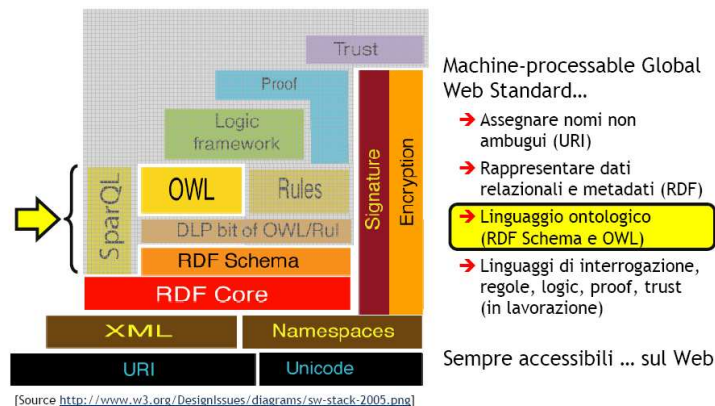 Trust
Proof
Logic
framework
SparQL
OWL
Rules
DLP bit of OWL/Rul
RDF Schema
RDF Core
Signature
Encryption
XML
Namespaces
URI
Unicode
[Source http://www.w3.org/DesignIssues/diagrams/sw-stack-2005.png]
Machine-processable Global
Web Standard...
➔ Assegnare nomi non
ambugui (URI)
➔ Rappresentare dati
relazionali e metadati (RDF)
➔ Linguaggio ontologico
(RDF Schema e OWL)
➔ Linguaggi di interrogazione,
regole, logic, proof, trust
(in lavorazione)
Sempre accessibili ... sul Web